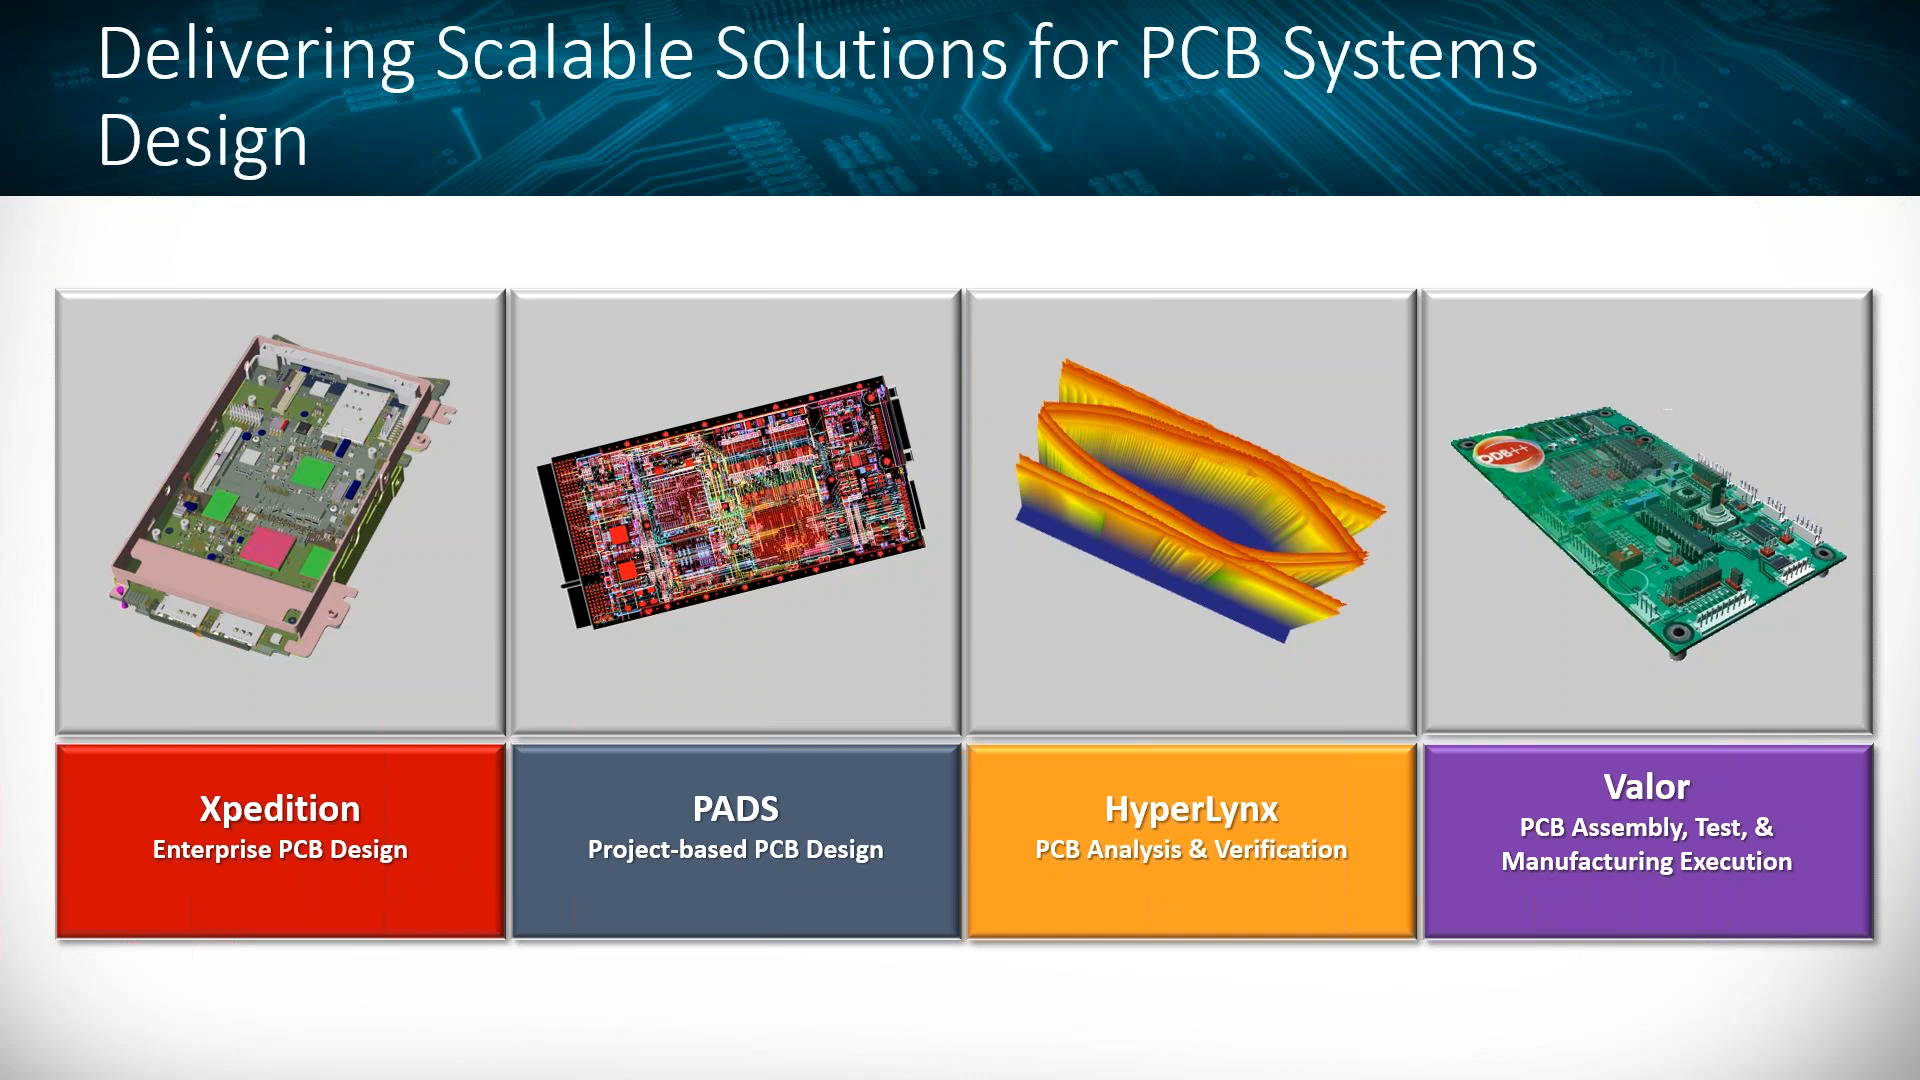 Delivering Scalable Solutions for PCB Systems
Design
ODB++
Xpedition
Enterprise PCB Design
PADS
Project-based PCB Design
HyperLynx
PCB Analysis & Verification
Valor
PCB Assembly, Test, &
Manufacturing Execution